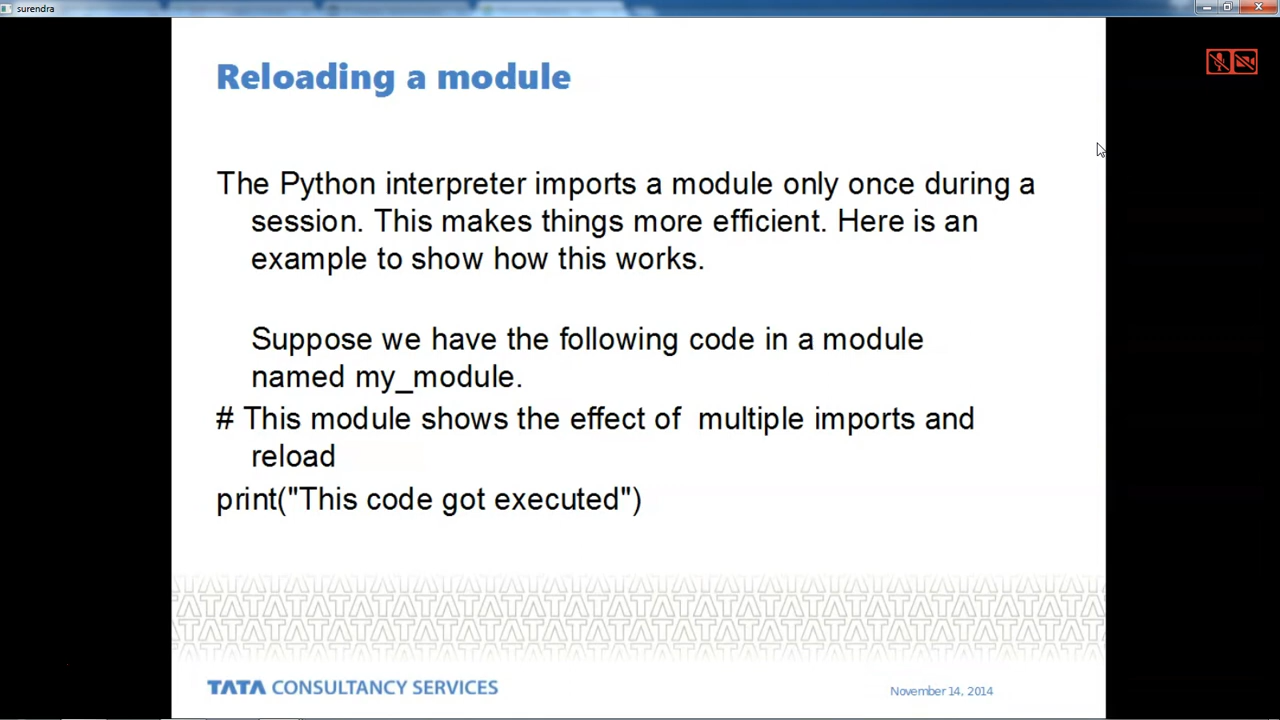 surendra
Reloading a module
The Python interpreter imports a module only once during a
session. This makes things more efficient. Here is an
example to show how this works.
Suppose we have the following code in a module
named my_module.
# This module shows the effect of  multiple imports and
reload
print("This code got executed")
TATA CONSULTANCY SERVICES
November 14, 2014